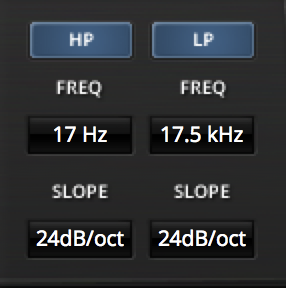 HP LP
FREQ FREQ
17 Hz 17.5 kHz
SLOPE SLOPE
24dB/oct 24dB/oct